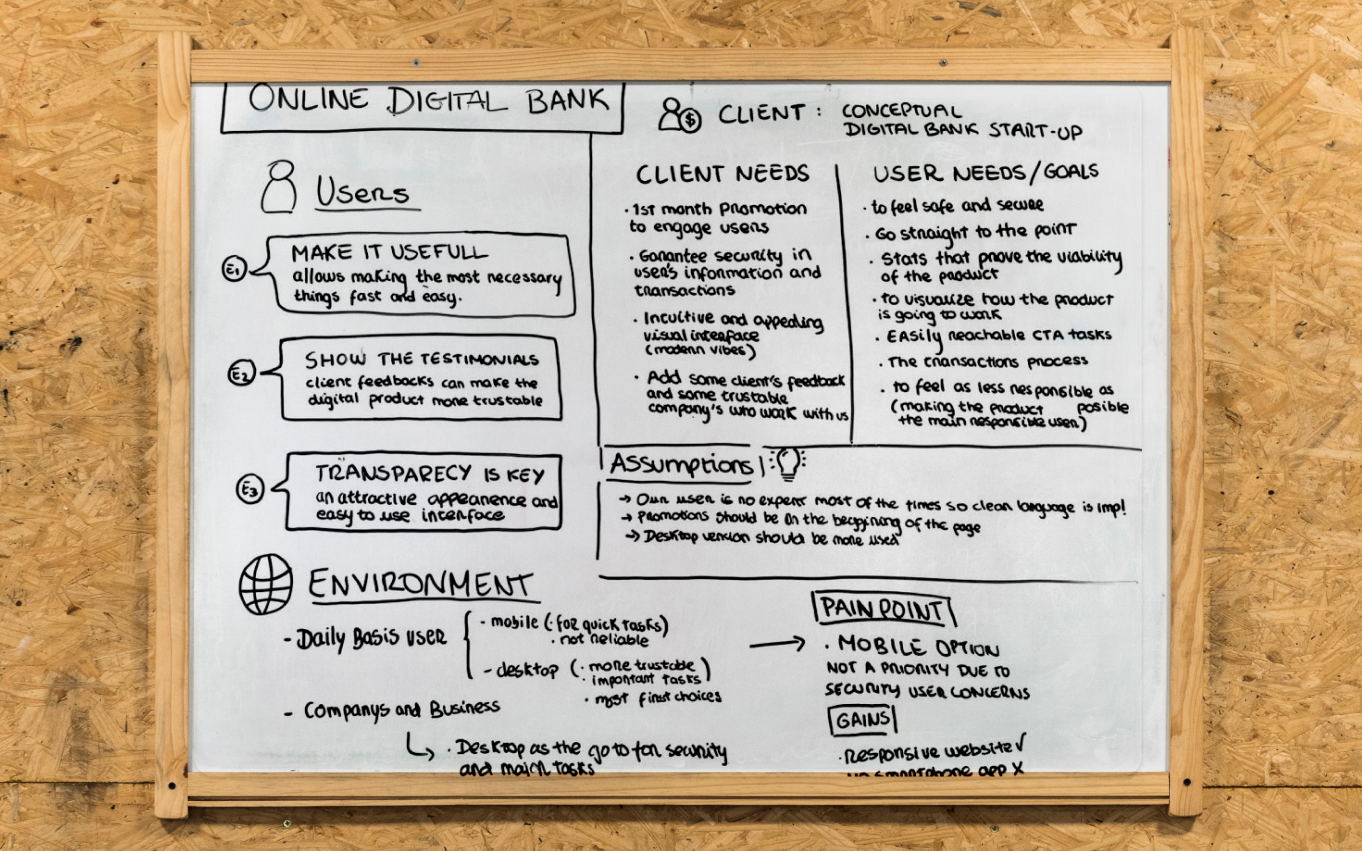 ONLINE DIGITAL BANK
Users
E1
MAKE IT USEFULL
allows making the most necessary
things fast and easy.
E2
SHOW THE TESTIMONIALS
client feedbacks can make the
digital product more trustable
E3
TRANSPARECY IS KEY
an attractive appearence and
easy to use interface
$ CLIENT : CONCEPTUAL
DIGITAL BANK START-UP
CLIENT NEEDS
· 1st month Promotion
to engage users
· Garantee security in
user's information and
transactions
· Incuitive and appealing
visual interface
(modern vibes)
· Add some client's feedback
and some trustable
company's who work with us
USER NEEDS/GOALS
· to feel safe and secure
· Go straight to the point
· Stats that prove the viability
of the product
· to visualize how the product
is going to work
· EASily reachable CTA tasks
· The transactions process
· to feel as less responsible as
(making the product posible
the main responsible user)
Assumptions
→ Our user is no expert most of the times so clean language is imp!
→ Promotions should be on the beggining of the page
→ Desktop version should be more used
ENVIRONMENT
- Daily Basis user
- mobile (· for quick tasks)
· not reliable
- desktop (· more trustable)
· important tasks
· most first choices
- Companys and Business
· Desktop as the go to for security
and main tasks
→ PAIN POINT
· MOBILE OPTION
NOT A PRIORITY DUE TO
SECURITY USER CONCERNS
GAINS
· Responsive website √
smartphone app X